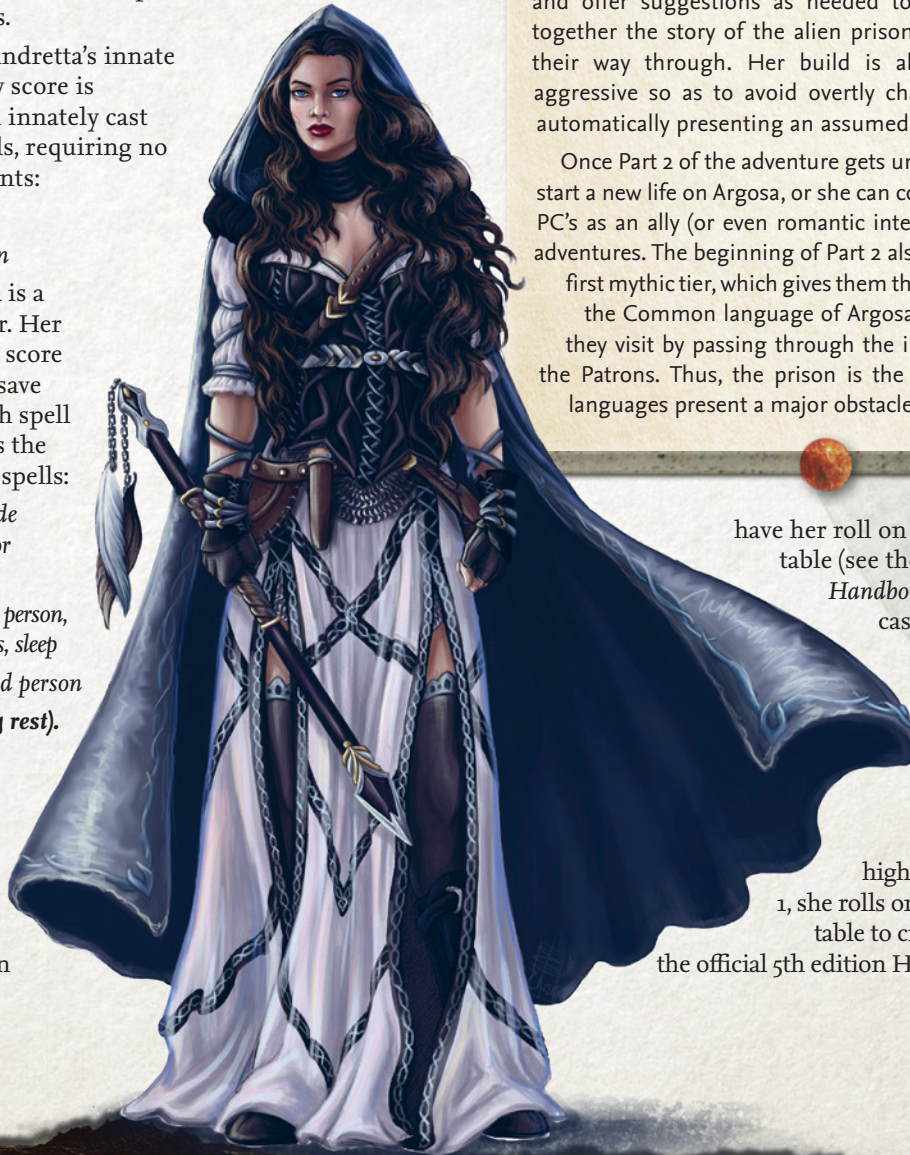 s.
ndretta’s innate
score is
innately cast
ls, requiring no
nts:
n
is a
r. Her
score
save
h spell
s the
spells:
de
or
person,
s, sleep
d person
rest).
n
and offer suggestions as needed to
together the story of the alien prison
their way through. Her build is al
aggressive so as to avoid overtly ch
automatically presenting an assumed
Once Part 2 of the adventure gets un
start a new life on Argosa, or she can co
PC’s as an ally (or even romantic inte
adventures. The beginning of Part 2 als
first mythic tier, which gives them th
the Common language of Argosa
they visit by passing through the i
the Patrons. Thus, the prison is the
languages present a major obstacle
have her roll on
table (see the
Handbo
cas
high
1, she rolls on
table to c
the official 5th edition H